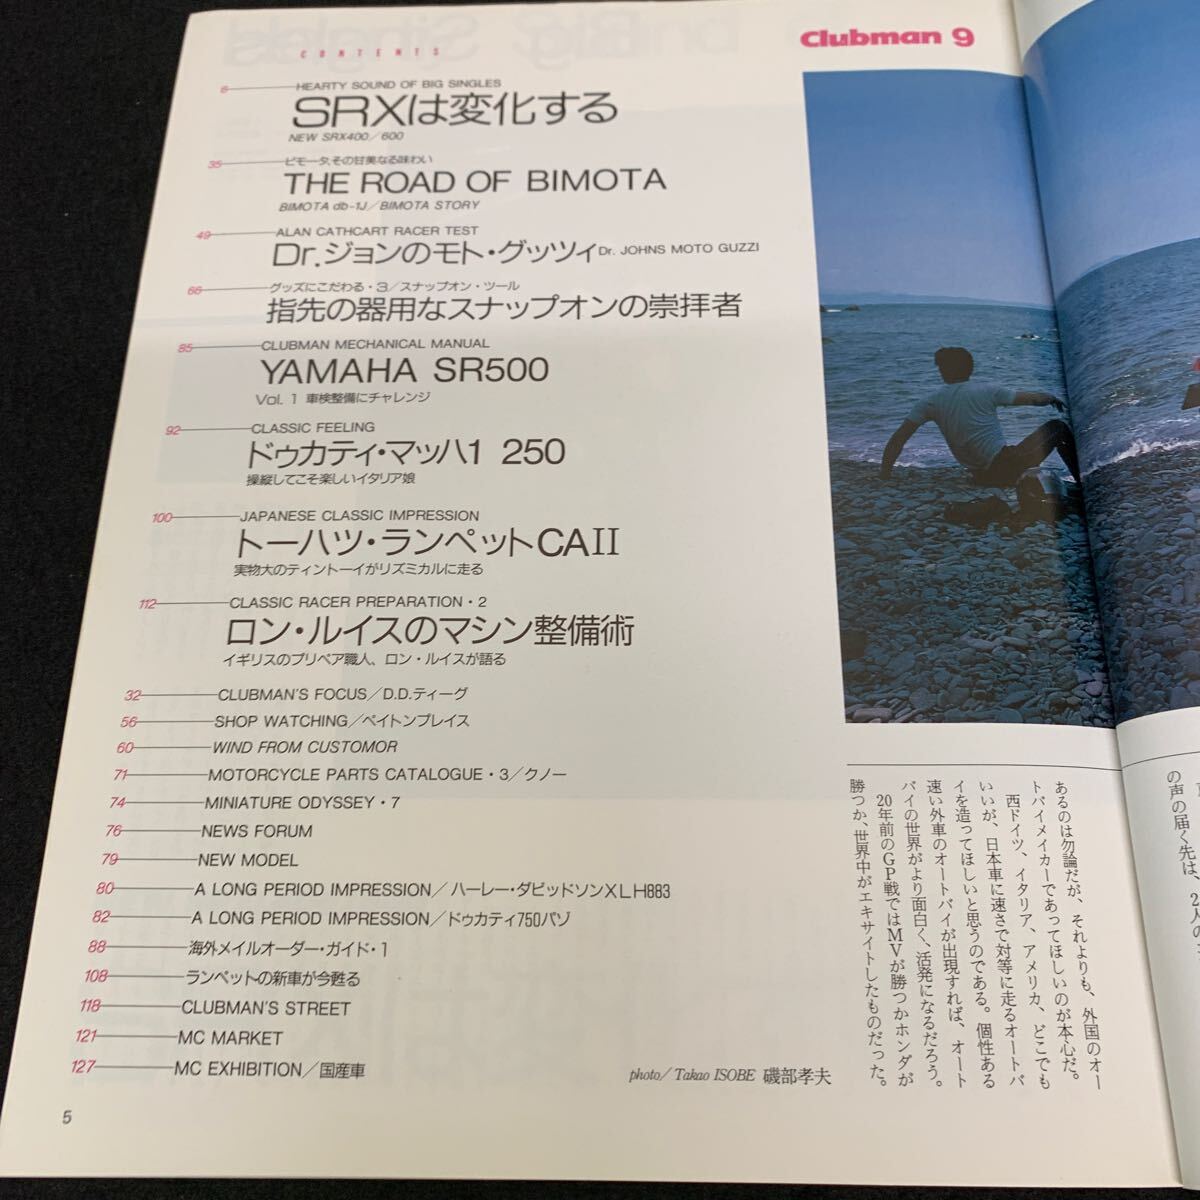 CONTENTS
Clubman 9
6 HEARTY SOUND OF BIG SINGLES
SRXは変化する
NEW SRX400/600
35 ビモータ、その甘美なる味わい
THE ROAD OF BIMOTA
BIMOTA db-1J/BIMOTA STORY
49 ALAN CATHCART RACER TEST
Dr.ジョンのモト・グッツィ Dr. JOHNS MOTO GUZZI
66 グッズにこだわる・3/スナップオン・ツール
指先の器用なスナップオンの崇拝者
85 CLUBMAN MECHANICAL MANUAL
YAMAHA SR500
Vol. 1 車検整備にチャレンジ
92 CLASSIC FEELING
ドゥカティ・マッハ1 250
操縦してこそ楽しいイタリア娘
100 JAPANESE CLASSIC IMPRESSION
トーハツ・ランペットCAII
実物大のティントーイがリズミカルに走る
112 CLASSIC RACER PREPARATION・2
ロン・ルイスのマシン整備術
イギリスのプリペア職人、ロン・ルイスが語る
32 CLUBMAN'S FOCUS/D.D.ティーグ
56 SHOP WATCHING/ペイトンプレイス
60 WIND FROM CUSTOMOR
71 MOTORCYCLE PARTS CATALOGUE・3/クノー
74 MINIATURE ODYSSEY・7
76 NEWS FORUM
79 NEW MODEL
80 A LONG PERIOD IMPRESSION/ハーレー・ダビッドソンXLH883
82 A LONG PERIOD IMPRESSION/ドゥカティ750パゾ
88 海外メイルオーダー・ガイド・1
108 ランペットの新車が今甦る
118 CLUBMAN'S STREET
121 MC MARKET
127 MC EXHIBITION/国産車
photo/ Takao ISOBE 磯部孝夫
5
の声の届く先は、2人の
あるのは勿論だが、それよりも、外国のオー
トバイメイカーであってほしいのが本心だ。
西ドイツ、イタリア、アメリカ、どこでも
いいが、日本車に速さで対等に走るオートバ
イを造ってほしいと思うのである。個性ある
速い外車のオートバイが出現すれば、オート
バイの世界がより面白く、活発になるだろう。
20年前のGP戦ではMVが勝つかホンダが
勝つか、世界中がエキサイトしたものだった。